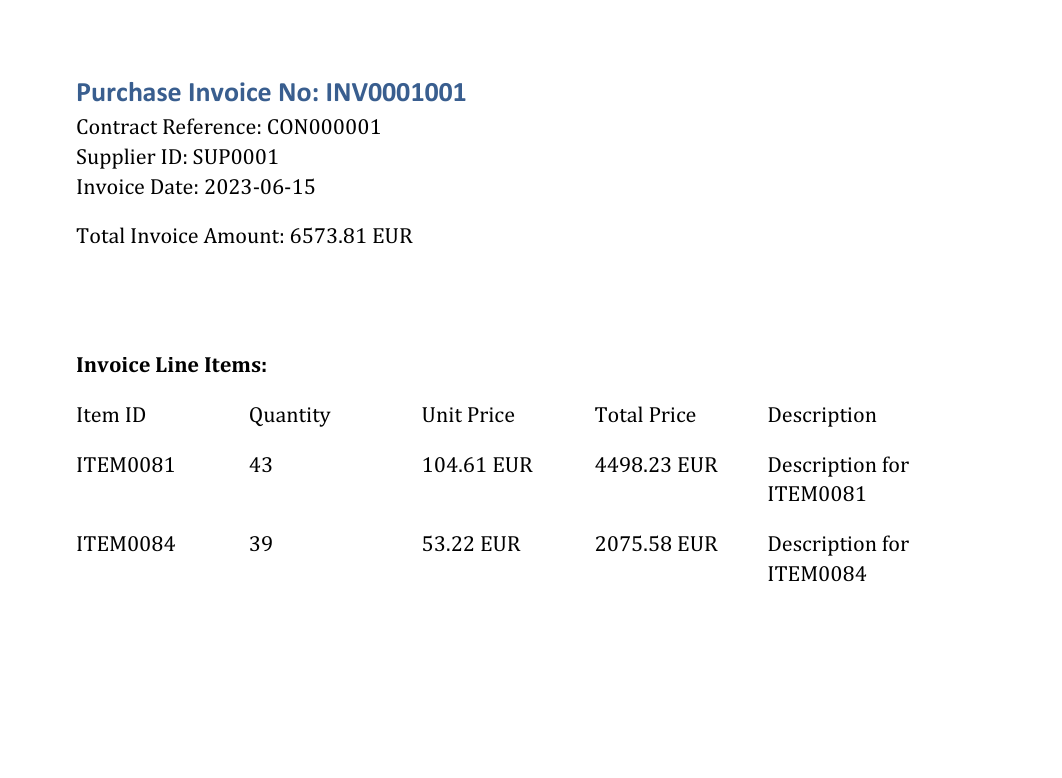 Purchase Invoice No: INV0001001
Contract Reference: CON000001
Supplier ID: SUP0001
Invoice Date: 2023-06-15
Total Invoice Amount: 6573.81 EUR
Invoice Line Items:
Item ID Quantity Unit Price Total Price Description
ITEM0081 43 104.61 EUR 4498.23 EUR Description for
ITEM0081
ITEM0084 39 53.22 EUR 2075.58 EUR Description for
ITEM0084